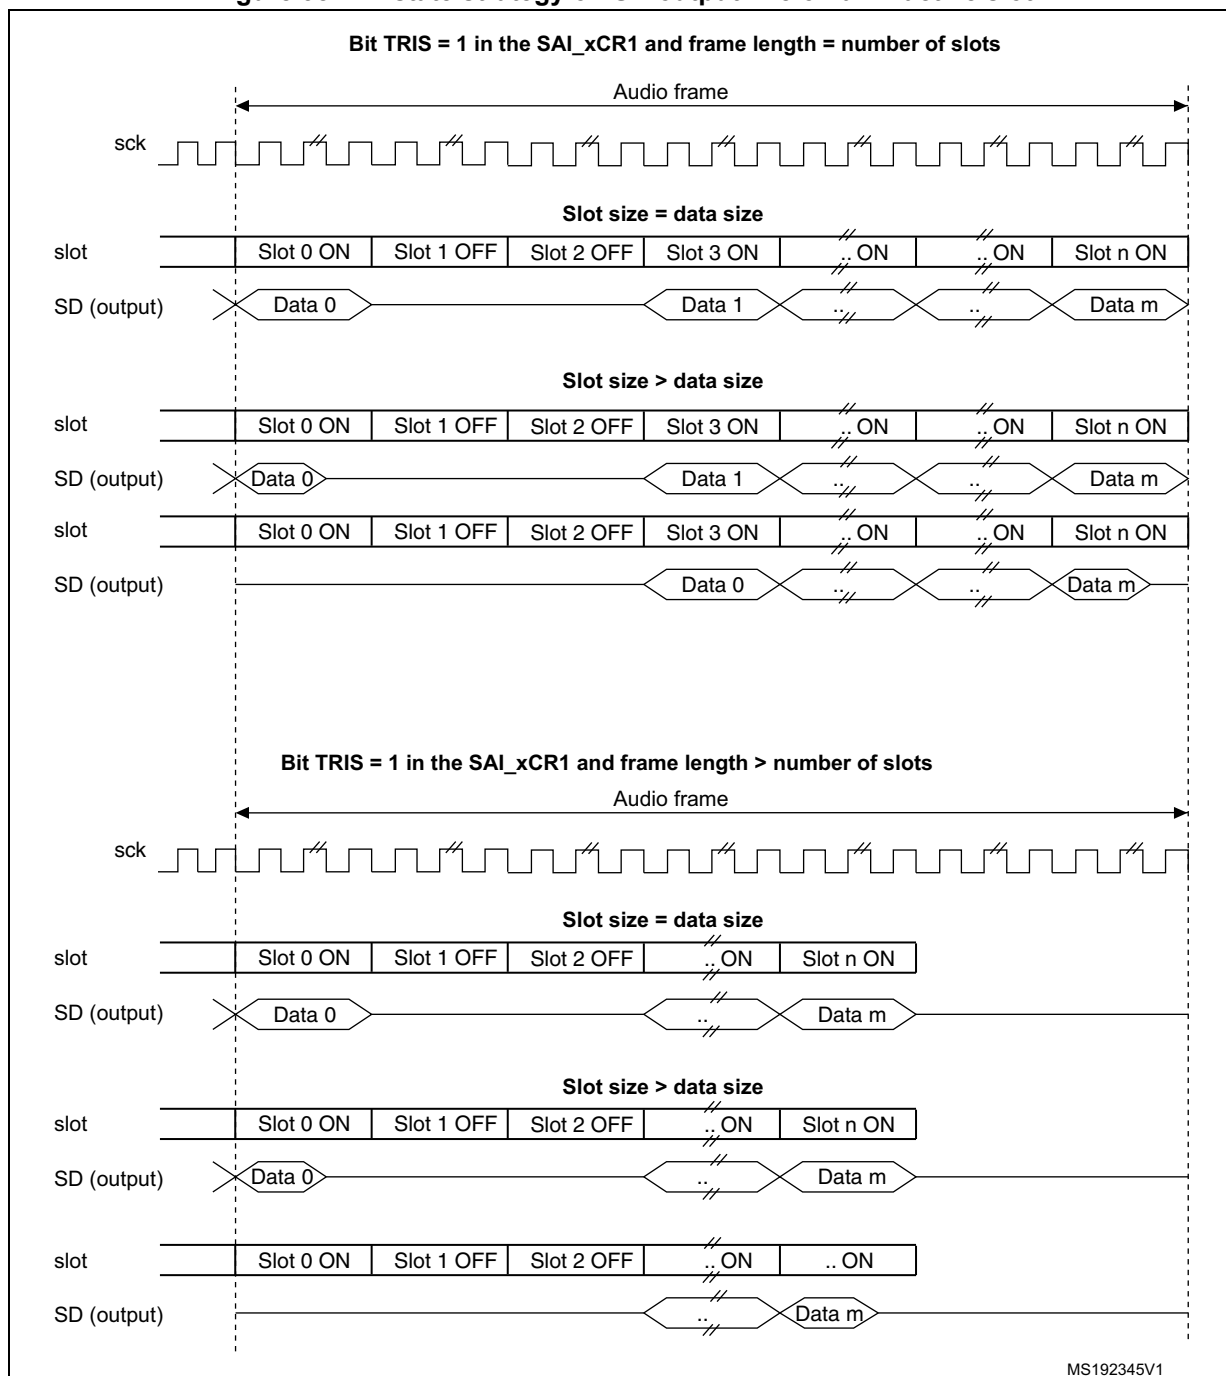 Bit TRIS = 1 in the SAI_xCR1 and frame length = number of slots
Audio frame
sck
Slot size = data size
slot Slot 0 ON Slot 1 OFF Slot 2 OFF Slot 3 ON .. ON .. ON Slot n ON
SD (output) Data 0 Data 1 .. .. Data m
Slot size > data size
slot Slot 0 ON Slot 1 OFF Slot 2 OFF Slot 3 ON .. ON .. ON Slot n ON
SD (output) Data 0 Data 1 .. .. Data m
slot Slot 0 ON Slot 1 OFF Slot 2 OFF Slot 3 ON .. ON .. ON Slot n ON
SD (output) Data 0 .. .. Data m
Bit TRIS = 1 in the SAI_xCR1 and frame length > number of slots
Audio frame
sck
Slot size = data size
slot Slot 0 ON Slot 1 OFF Slot 2 OFF .. ON Slot n ON
SD (output) Data 0 .. Data m
Slot size > data size
slot Slot 0 ON Slot 1 OFF Slot 2 OFF .. ON Slot n ON
SD (output) Data 0 .. Data m
slot Slot 0 ON Slot 1 OFF Slot 2 OFF .. ON .. ON
SD (output) .. Data m
MS192345V1